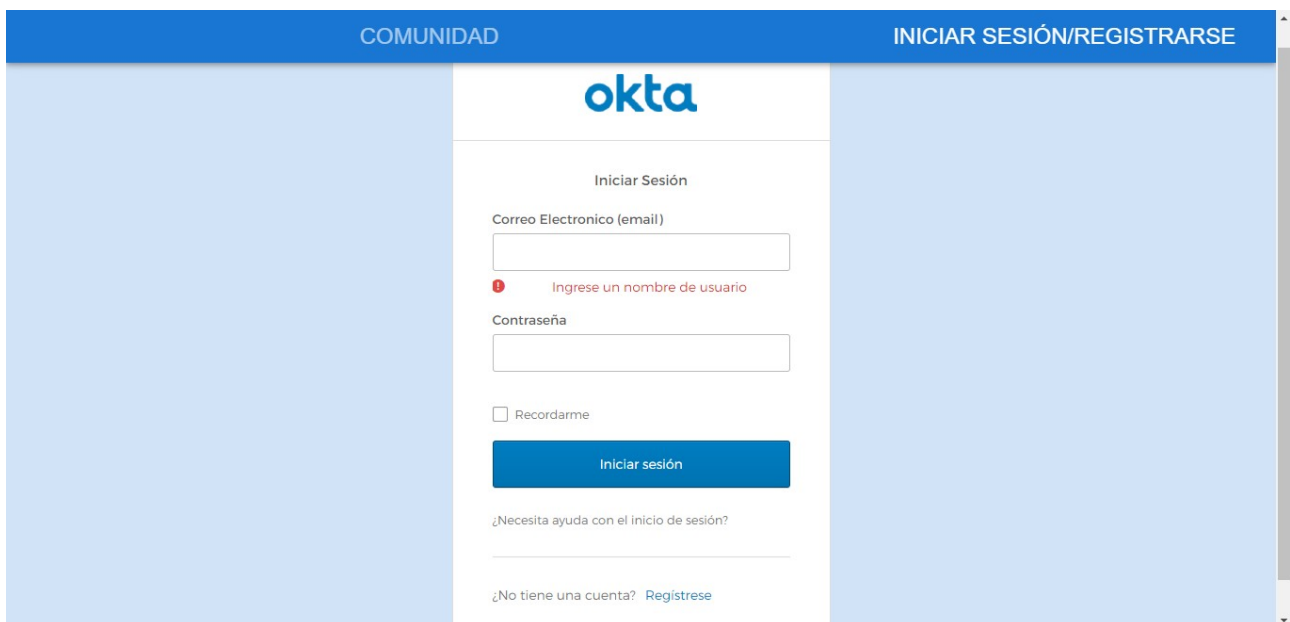 COMUNIDAD
INICIAR SESIÓN/REGISTRARSE
okta
Iniciar Sesión
Correo Electronico (email)
Ingrese un nombre de usuario
Contraseña
Recordarme
Iniciar sesión
¿Necesita ayuda con el inicio de sesión?
¿No tiene una cuenta? Regístrese